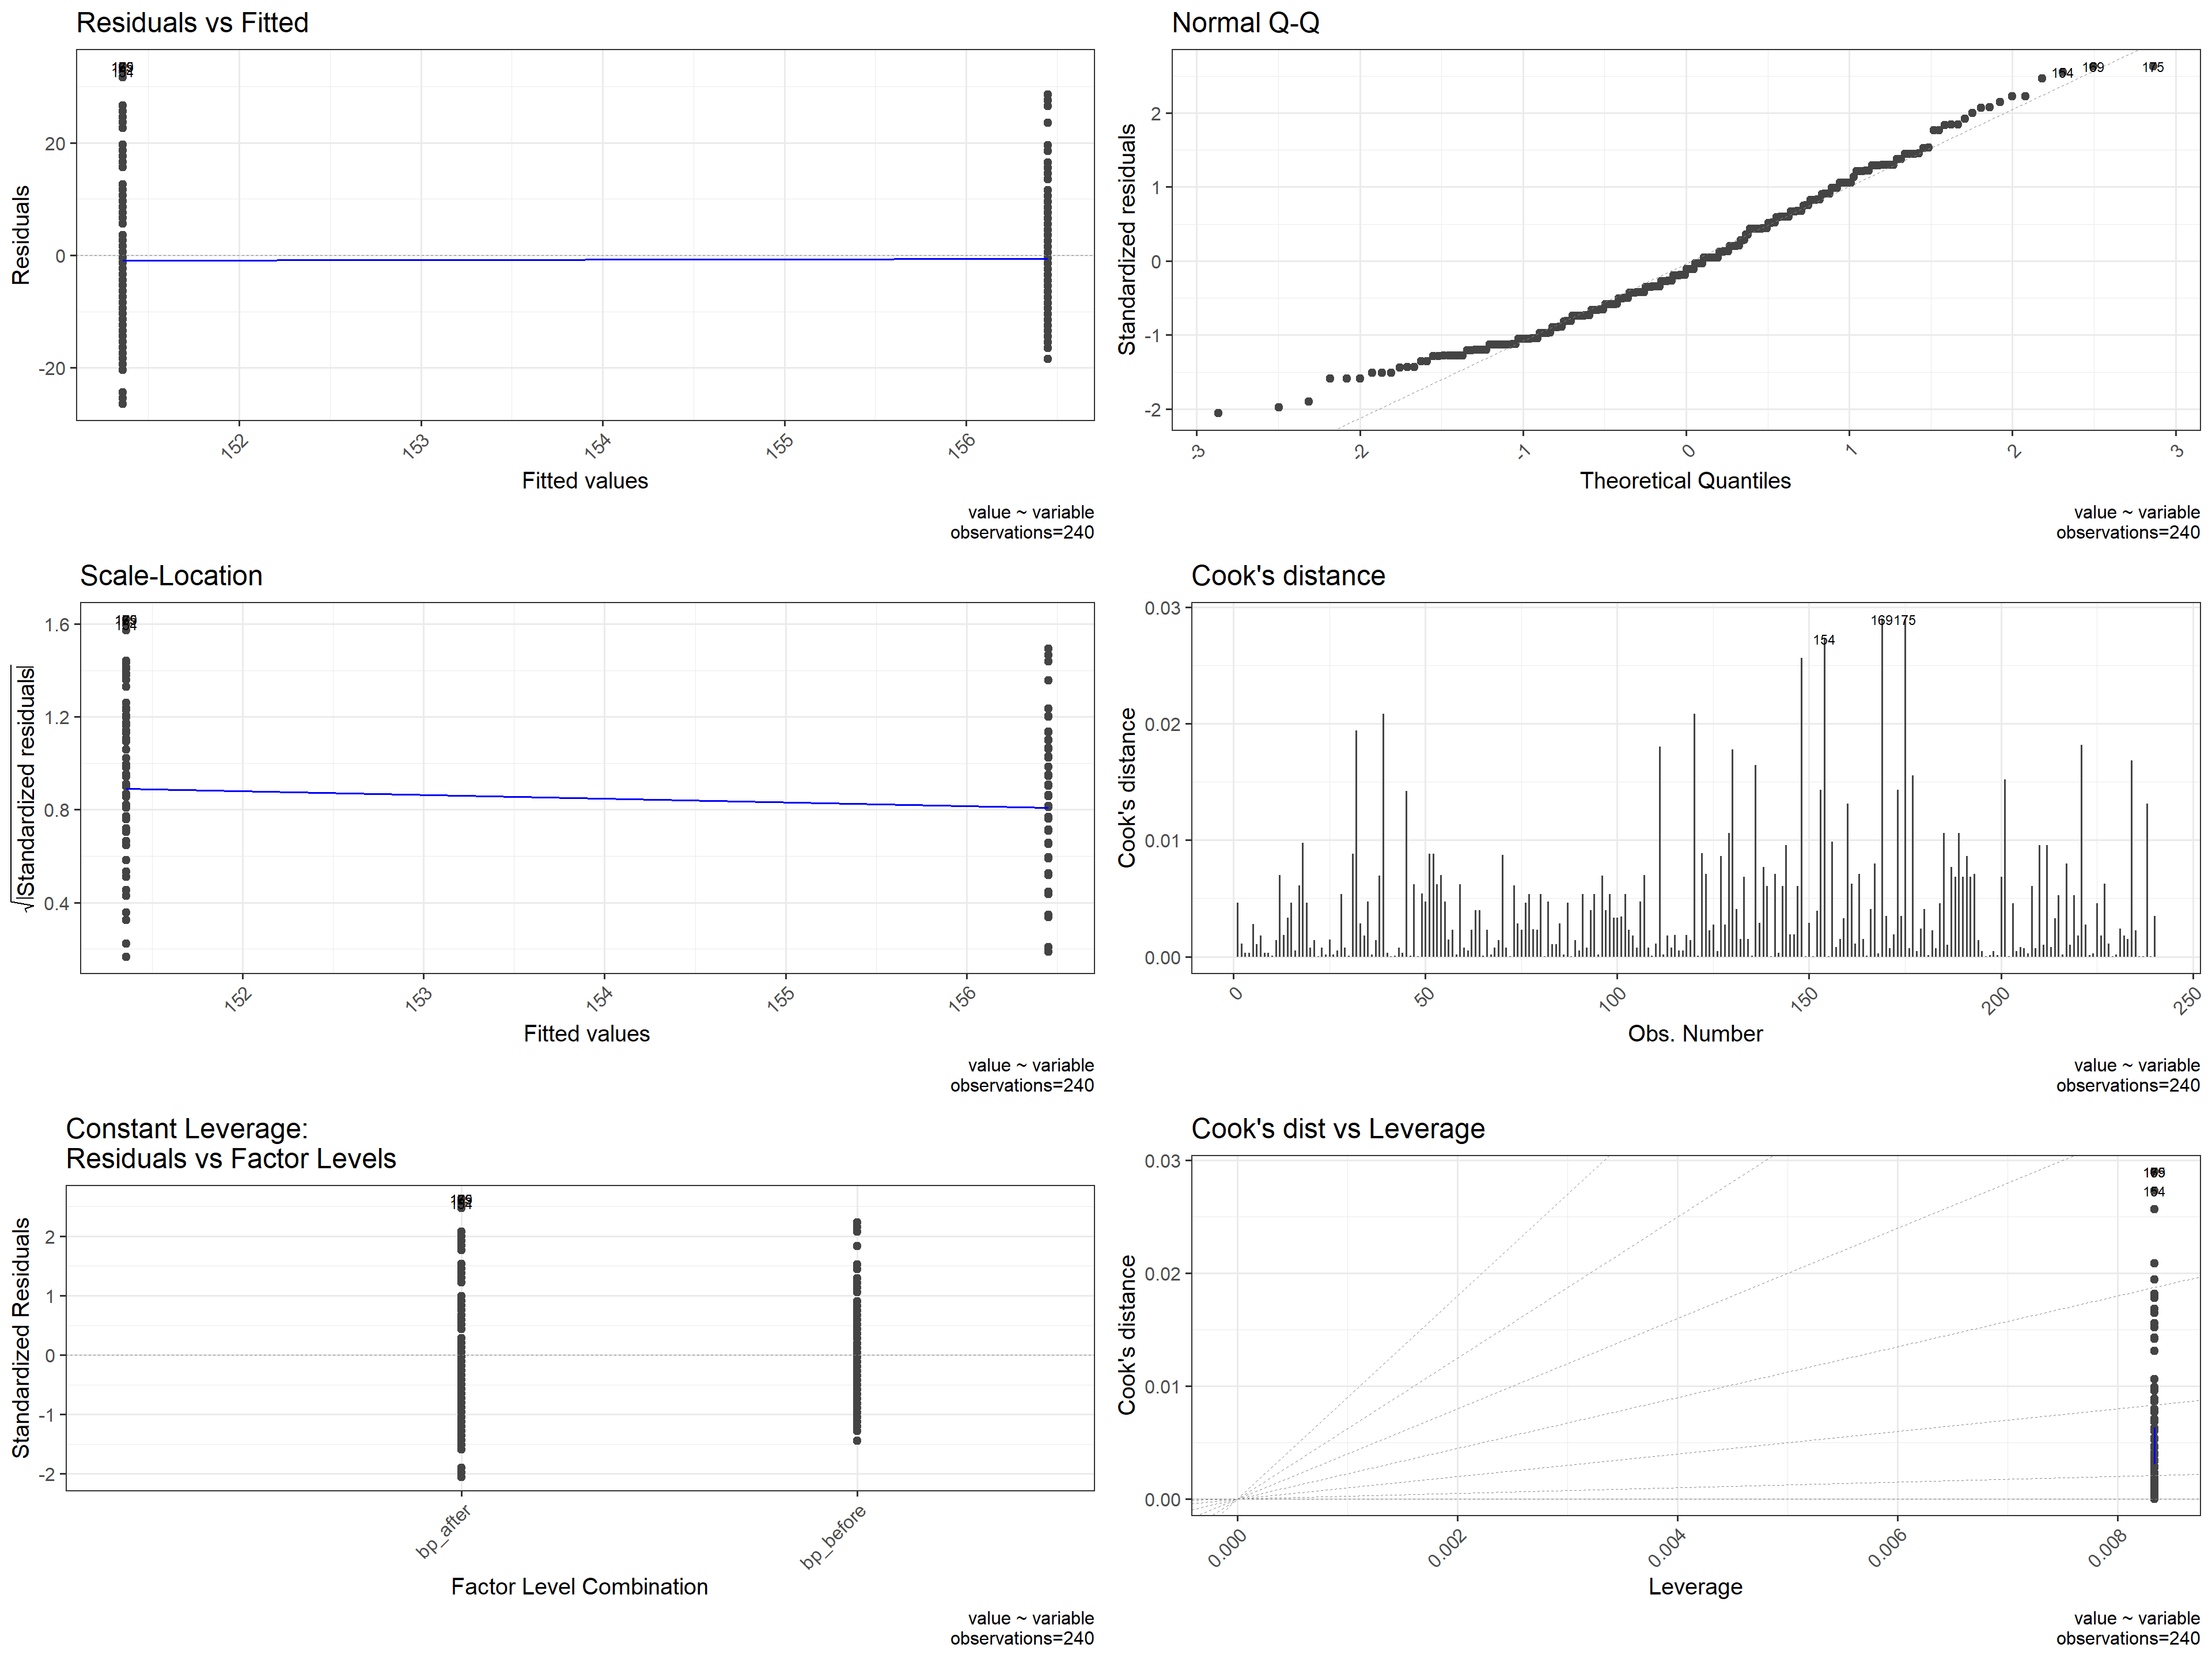 Residuals vs Fitted
154
20
0
-20
Residuals
152
153
154
155
156
Fitted values
value ~ variable
observations=240
Normal Q-Q
169
175
2
1
0
-1
-2
Standardized residuals
-3
-2
-1
0
1
2
3
Theoretical Quantiles
value ~ variable
observations=240
Scale-Location
1.6
1.2
0.8
0.4
√|Standardized residuals|
152
153
154
155
156
Fitted values
value ~ variable
observations=240
Cook's distance
169
175
154
0.03
0.02
0.01
0.00
Cook's distance
0
50
100
150
200
250
Obs. Number
value ~ variable
observations=240
Constant Leverage:
Residuals vs Factor Levels
2
1
0
-1
-2
Standardized Residuals
bp_after
bp_before
Factor Level Combination
value ~ variable
observations=240
Cook's dist vs Leverage
0.03
0.02
0.01
0.00
Cook's distance
0.000
0.002
0.004
0.006
0.008
Leverage
value ~ variable
observations=240